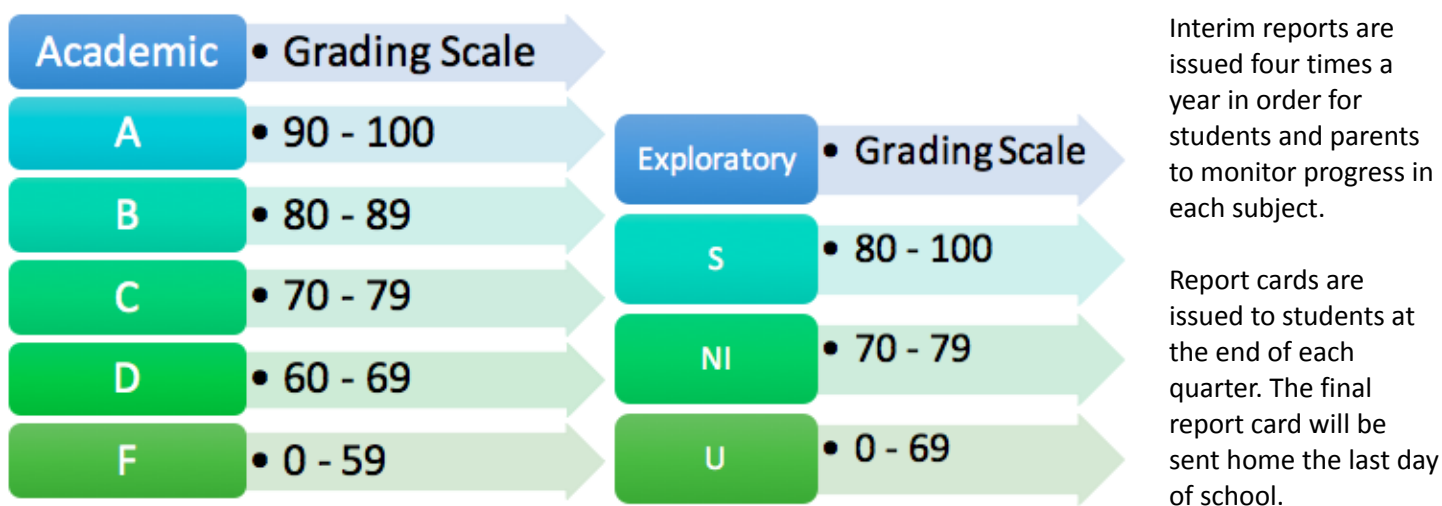 Academic • Grading Scale
A • 90 - 100
B • 80 - 89
C • 70 - 79
D • 60 - 69
F • 0 - 59
Exploratory • Grading Scale
S • 80 - 100
NI • 70 - 79
U • 0 - 69
Interim reports are
issued four times a
year in order for
students and parents
to monitor progress in
each subject.
Report cards are
issued to students at
the end of each
quarter. The final
report card will be
sent home the last day
of school.